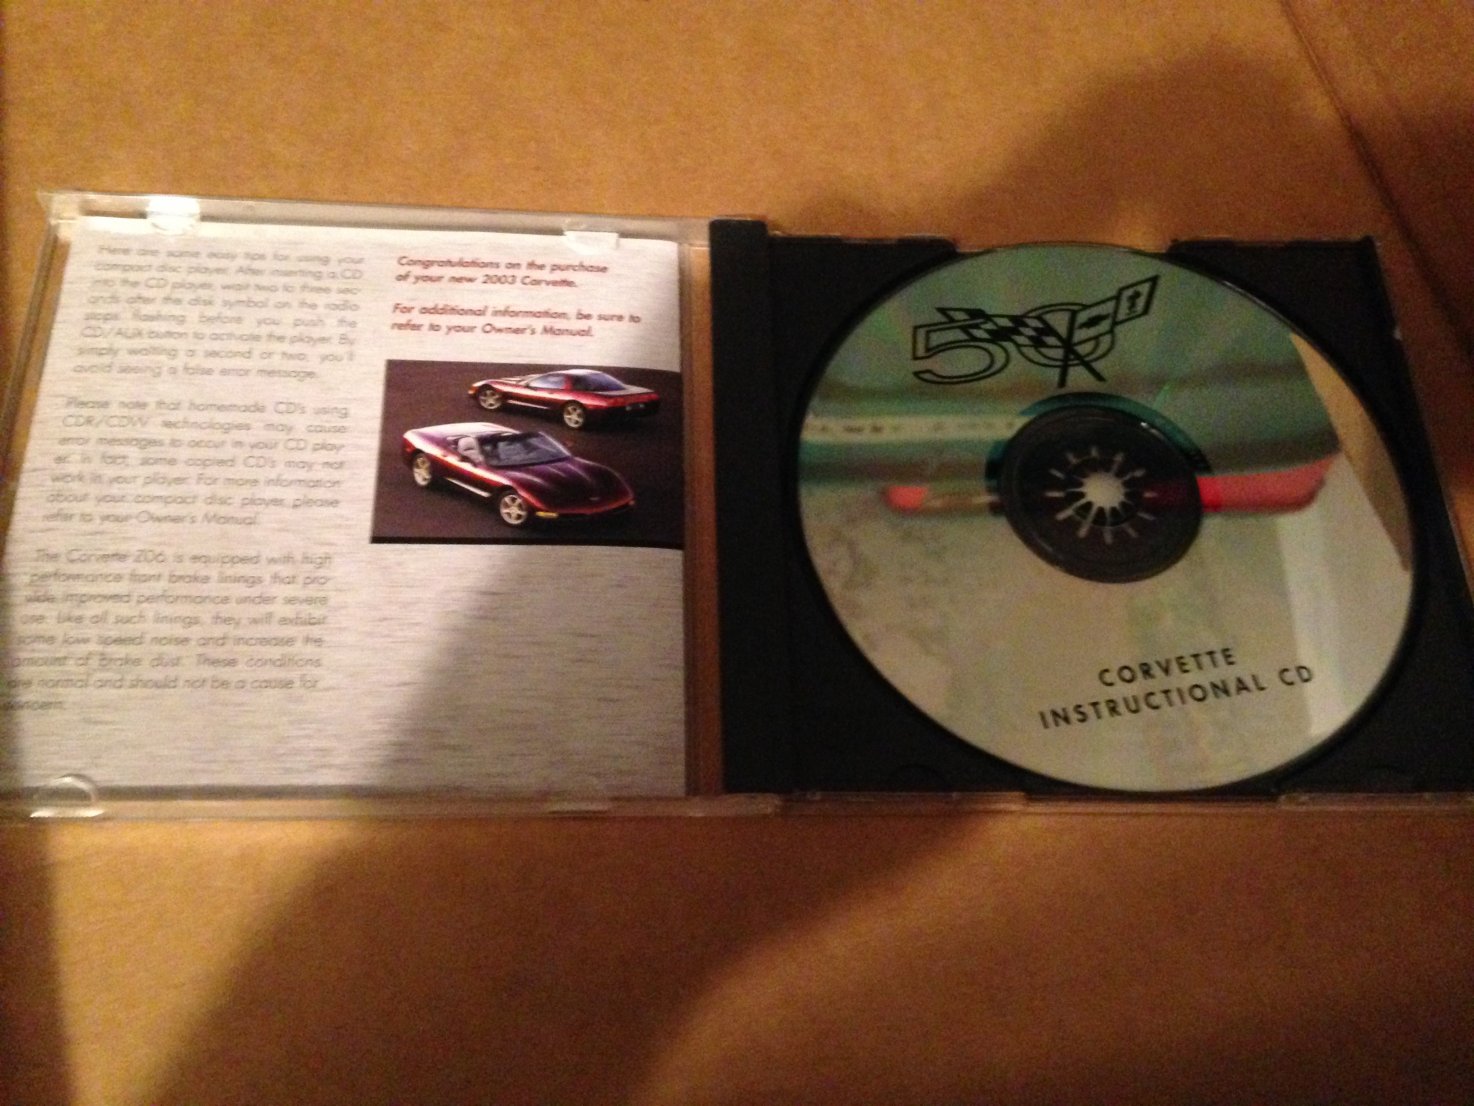 Here are some easy tips for using your
compact disc player. After inserting a CD
into the CD player, wait two to three sec-
onds after the disk symbol on the radio
stops flashing before you push the
CD/AUX button to activate the player. By
simply waiting a second or two, you'll
avoid seeing a false error message.
Please note that homemade CD's using
CDR/CDW technologies may cause
error messages to occur in your CD play-
er. In fact, some copied CD's may not
work in your player. For more information
about your compact disc player, please
refer to your Owner's Manual.
The Corvette Z06 is equipped with high
performance front brake linings that pro-
vide improved performance under severe
use. Like all such linings, they will exhibit
some low speed noise and increase the
amount of brake dust. These conditions
are normal and should not be a cause for
concern.
Congratulations on the purchase
of your new 2003 Corvette.
For additional information, be sure to
refer to your Owner's Manual.
50
CORVETTE
INSTRUCTIONAL CD